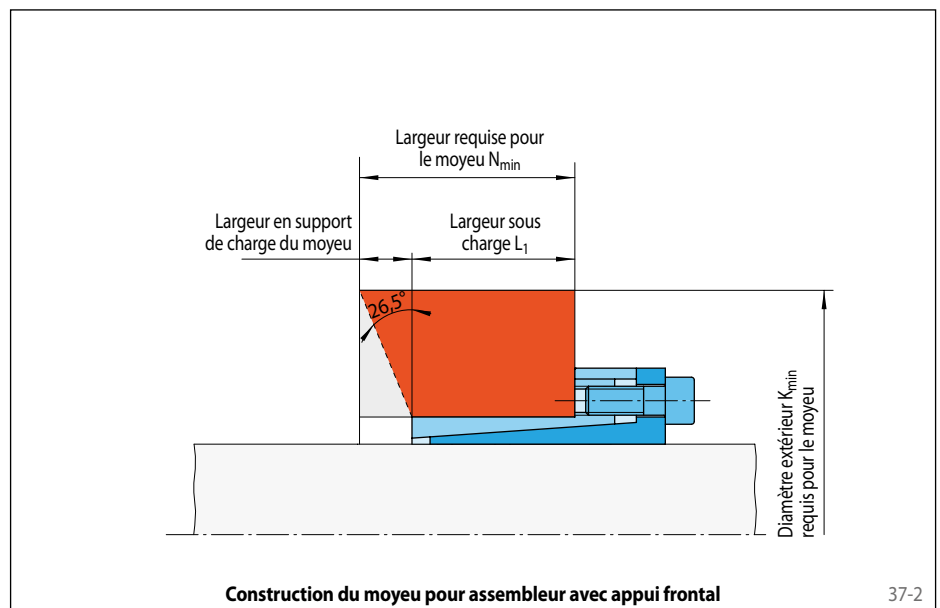 Largeur requise pour
le moyeu Nmin
Largeur en support
de charge du moyeu
Largeur sous
charge L1
26,5°
Diamètre extérieur Kmin
requis pour le moyeu
Construction du moyeu pour assembleur avec appui frontal
37-2